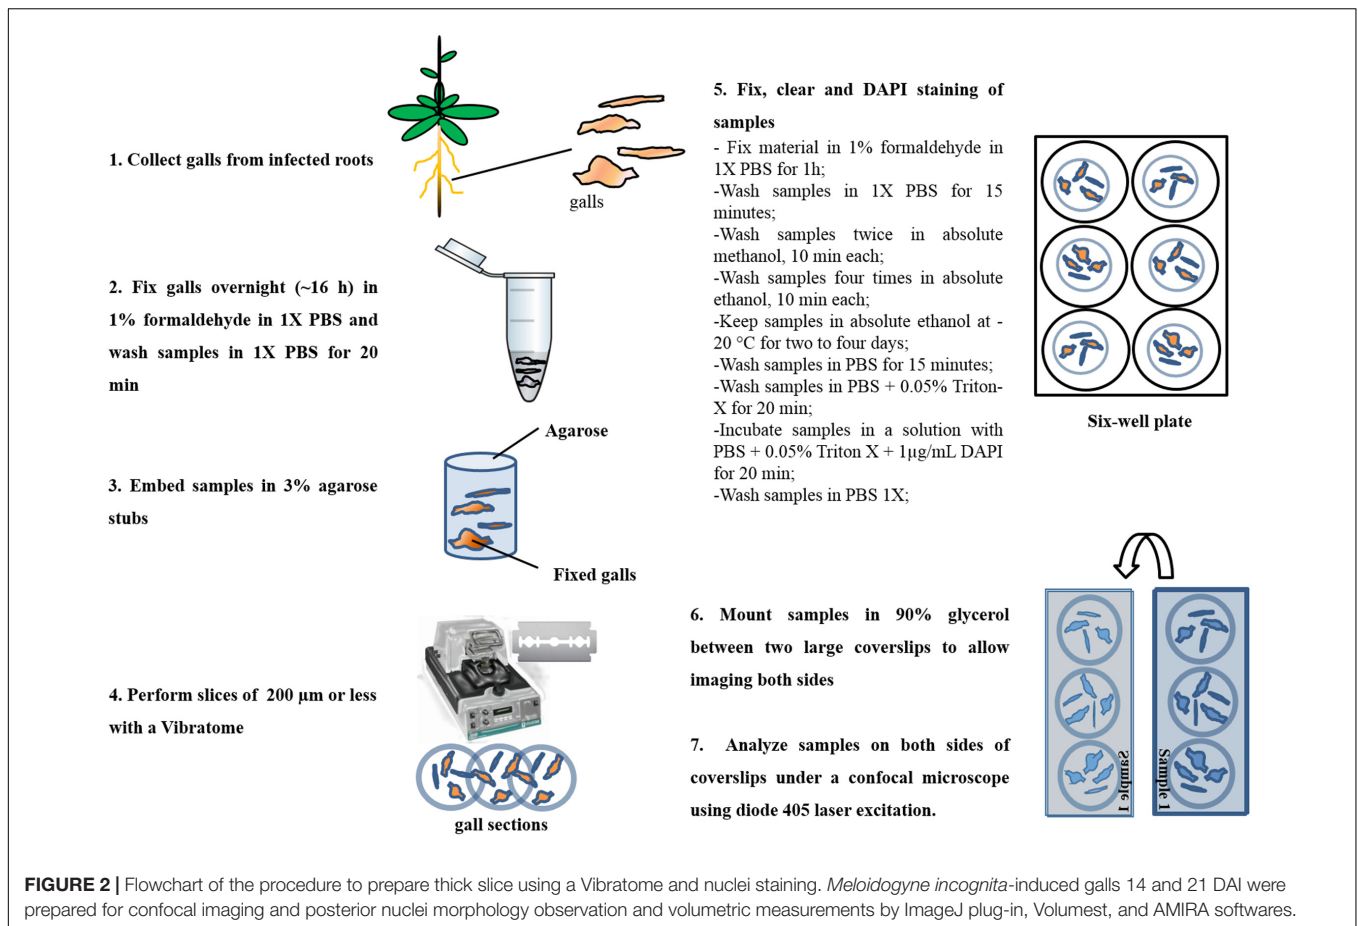 1. Collect galls from infected roots
galls
2. Fix galls overnight (~16 h) in
1% formaldehyde in 1X PBS and
wash samples in 1X PBS for 20
min
Agarose
3. Embed samples in 3% agarose
stubs
Fixed galls
4. Perform slices of 200 µm or less
with a Vibratome
gall sections
5. Fix, clear and DAPI staining of
samples
- Fix material in 1% formaldehyde in
1X PBS for 1h;
-Wash samples in 1X PBS for 15
minutes;
-Wash samples twice in absolute
methanol, 10 min each;
-Wash samples four times in absolute
ethanol, 10 min each;
-Keep samples in absolute ethanol at -
20 °C for two to four days;
-Wash samples in PBS for 15 minutes;
-Wash samples in PBS + 0.05% Triton-
X for 20 min;
-Incubate samples in a solution with
PBS + 0.05% Triton X + 1µg/mL DAPI
for 20 min;
-Wash samples in PBS 1X;
Six-well plate
6. Mount samples in 90% glycerol
between two large coverslips to allow
imaging both sides
7. Analyze samples on both sides of
coverslips under a confocal microscope
using diode 405 laser excitation.
Sample 1
Sample 1
FIGURE 2 | Flowchart of the procedure to prepare thick slice using a Vibratome and nuclei staining. Meloidogyne incognita-induced galls 14 and 21 DAI were
prepared for confocal imaging and posterior nuclei morphology observation and volumetric measurements by ImageJ plug-in, Volumest, and AMIRA softwares.